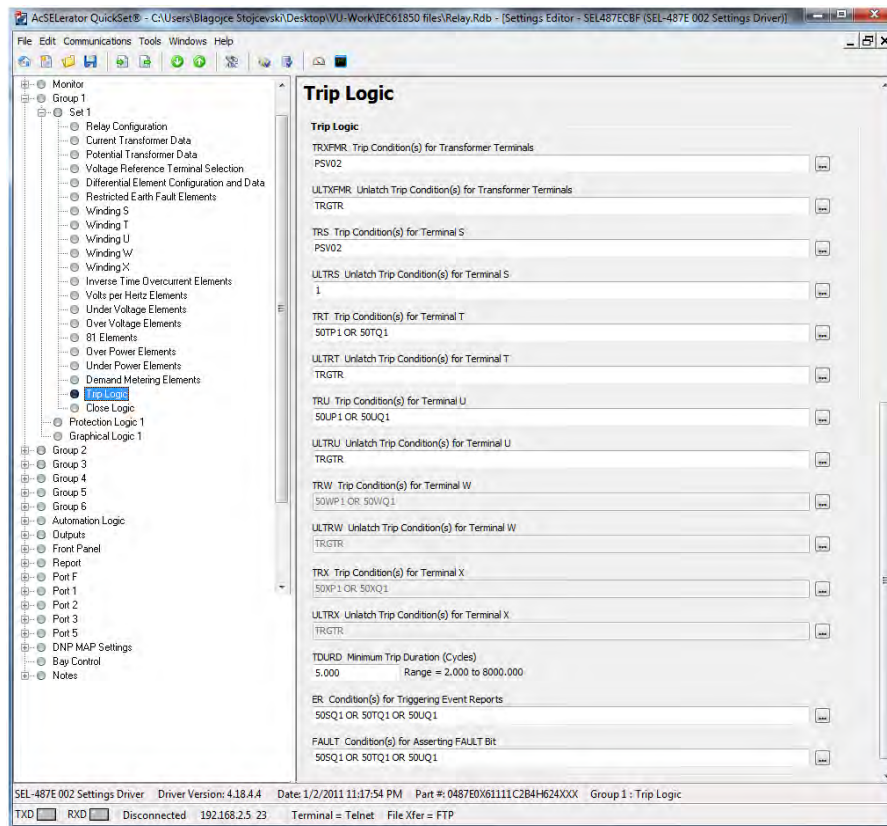 AcSELerator QuickSet® - C:\Users\Blagojce Stojcevski\Desktop\VU-Work\IEC61850 files\Relay.Rdb - [Settings Editor - SEL487ECBF (SEL-487E 002 Settings Driver)]
File Edit Communications Tools Windows Help
Monitor
Group 1
Set 1
Relay Configuration
Current Transformer Data
Potential Transformer Data
Voltage Reference Terminal Selection
Differential Element Configuration and Data
Restricted Earth Fault Elements
Winding S
Winding T
Winding U
Winding W
Winding X
Inverse Time Overcurrent Elements
Volts per Hertz Elements
Under Voltage Elements
Over Voltage Elements
81 Elements
Over Power Elements
Under Power Elements
Demand Metering Elements
Trip Logic
Close Logic
Protection Logic 1
Graphical Logic 1
Group 2
Group 3
Group 4
Group 5
Group 6
Automation Logic
Outputs
Front Panel
Report
Port F
Port 1
Port 2
Port 3
Port 5
DNP MAP Settings
Bay Control
Notes
Trip Logic
Trip Logic
TRXFMR Trip Condition(s) for Transformer Terminals
PSV02
...
ULTXFMR Unlatch Trip Condition(s) for Transformer Terminals
TRGTR
...
TRS Trip Condition(s) for Terminal S
PSV02
...
ULTRS Unlatch Trip Condition(s) for Terminal S
1
...
TRT Trip Condition(s) for Terminal T
50TP1 OR 50TQ1
...
ULTRT Unlatch Trip Condition(s) for Terminal T
TRGTR
...
TRU Trip Condition(s) for Terminal U
50UP1 OR 50UQ1
...
ULTRU Unlatch Trip Condition(s) for Terminal U
TRGTR
...
TRW Trip Condition(s) for Terminal W
50WP1 OR 50WQ1
...
ULTRW Unlatch Trip Condition(s) for Terminal W
TRGTR
...
TRX Trip Condition(s) for Terminal X
50XP1 OR 50XQ1
...
ULTRX Unlatch Trip Condition(s) for Terminal X
TRGTR
...
TDURD Minimum Trip Duration (Cycles)
5.000 Range = 2.000 to 8000.000
ER Condition(s) for Triggering Event Reports
50SQ1 OR 50TQ1 OR 50UQ1
...
FAULT Condition(s) for Asserting FAULT Bit
50SQ1 OR 50TQ1 OR 50UQ1
...
SEL-487E 002 Settings Driver Driver Version: 4.18.4.4 Date: 1/2/2011 11:17:54 PM Part #: 0487E0X61111C2B4H624XXX Group 1 : Trip Logic
TXD RXD Disconnected 192.168.2.5 23 Terminal = Telnet File Xfer = FTP